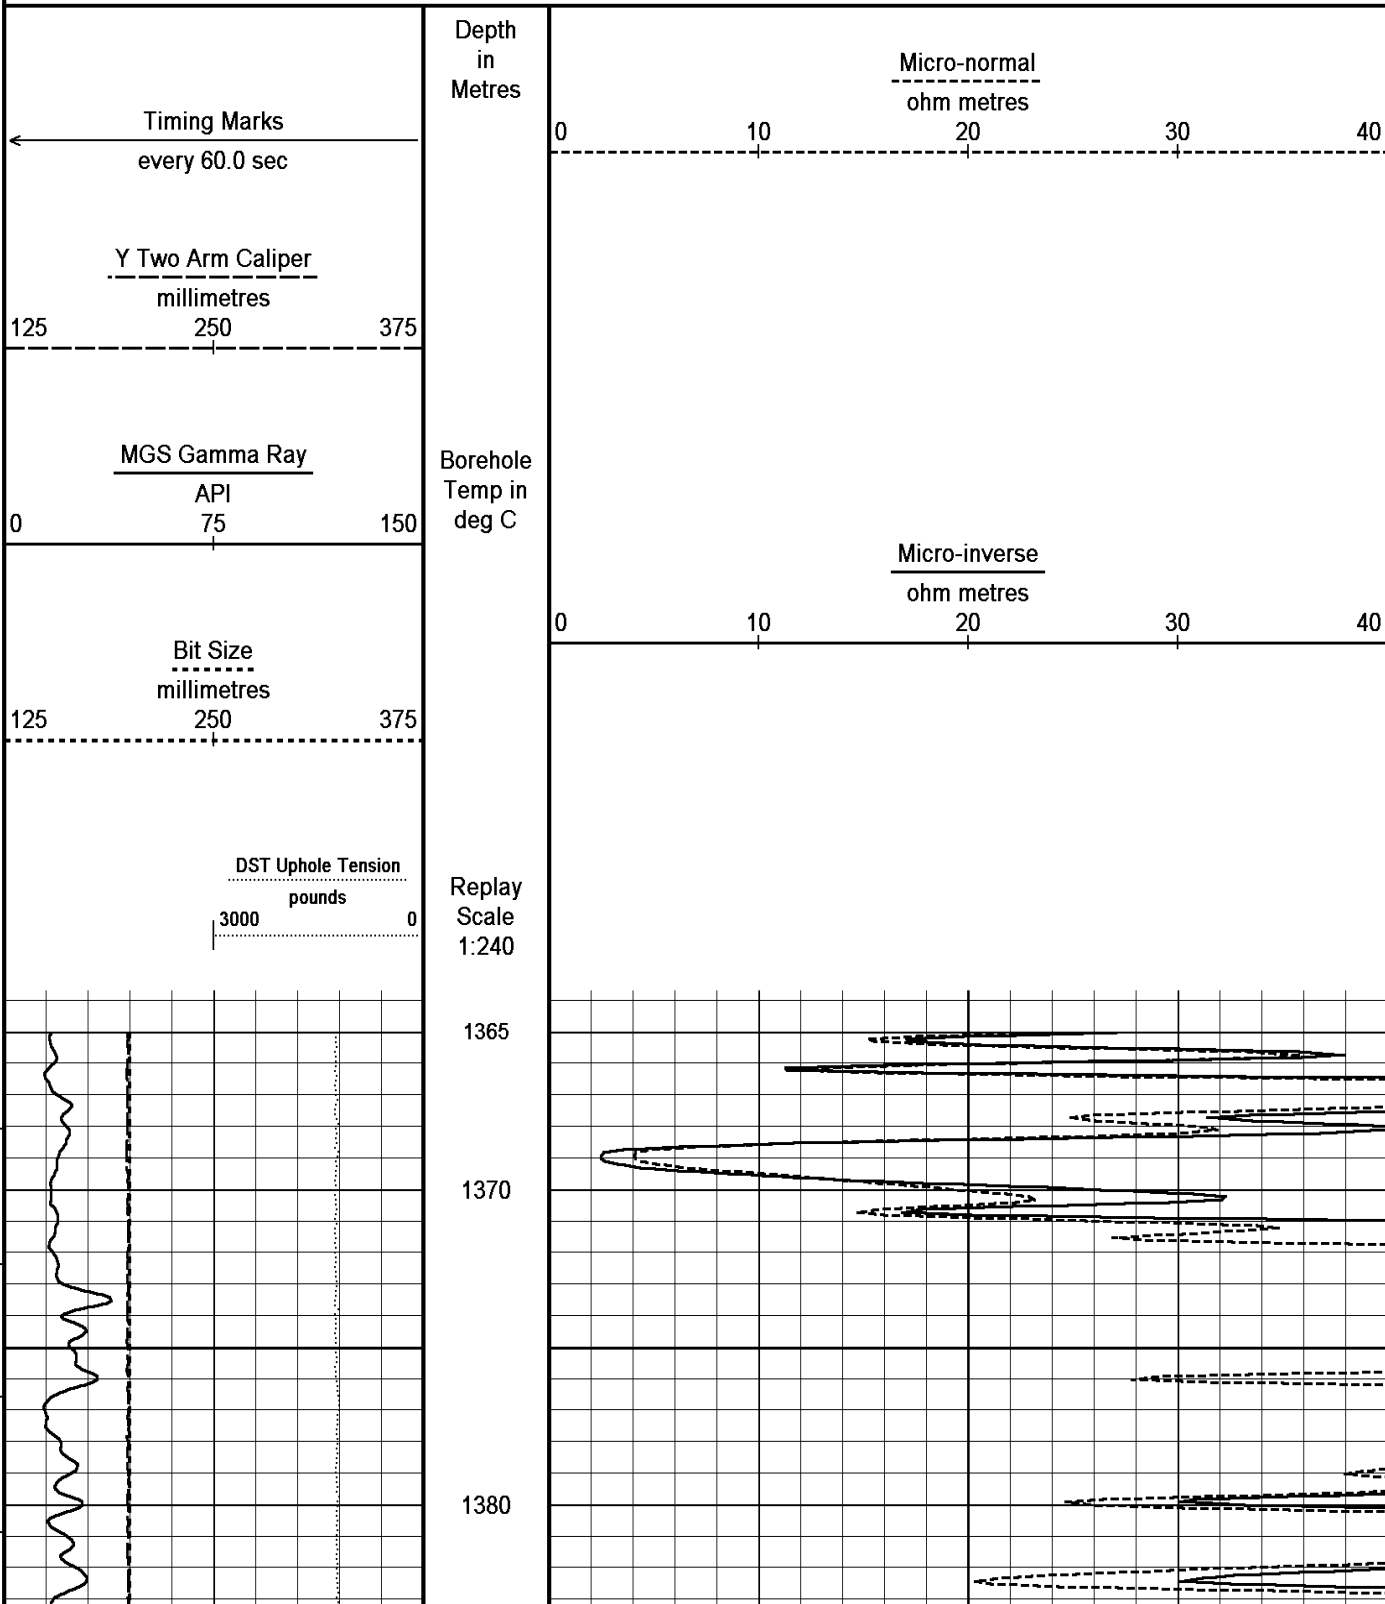 Timing Marks
every 60.0 sec
Y Two Arm Caliper
millimetres
125 250 375
MGS Gamma Ray
API
0 75 150
Bit Size
millimetres
125 250 375
DST Uphole Tension
pounds
3000 0
Depth
in
Metres
Borehole
Temp in
deg C
Replay
Scale
1:240
Micro-normal
ohm metres
0 10 20 30 40
Micro-inverse
ohm metres
0 10 20 30 40
1365
1370
1380